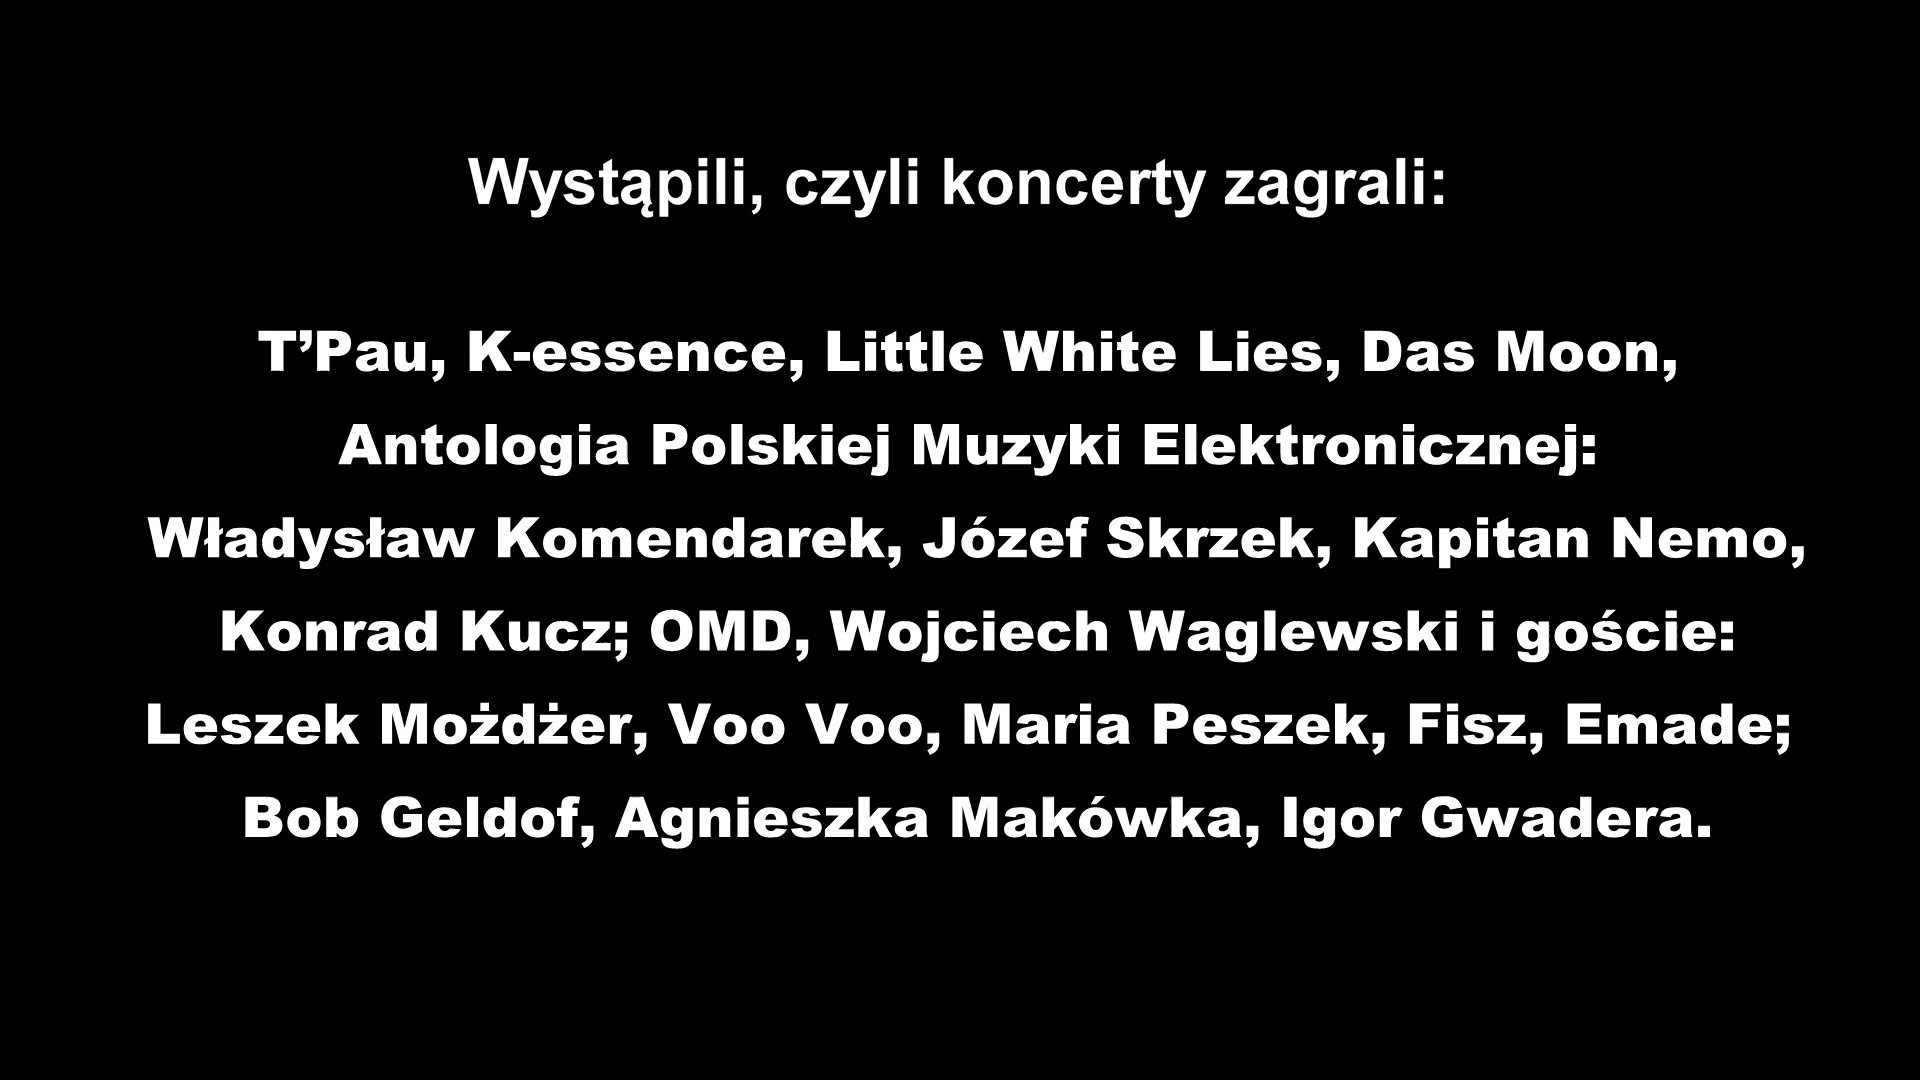 Wystąpili, czyli koncerty zagrali:
T’Pau, K-essence, Little White Lies, Das Moon,
Antologia Polskiej Muzyki Elektronicznej:
Władysław Komendarek, Józef Skrzek, Kapitan Nemo,
Konrad Kucz; OMD, Wojciech Waglewski i goście:
Leszek Możdżer, Voo Voo, Maria Peszek, Fisz, Emade;
Bob Geldof, Agnieszka Makówka, Igor Gwadera.